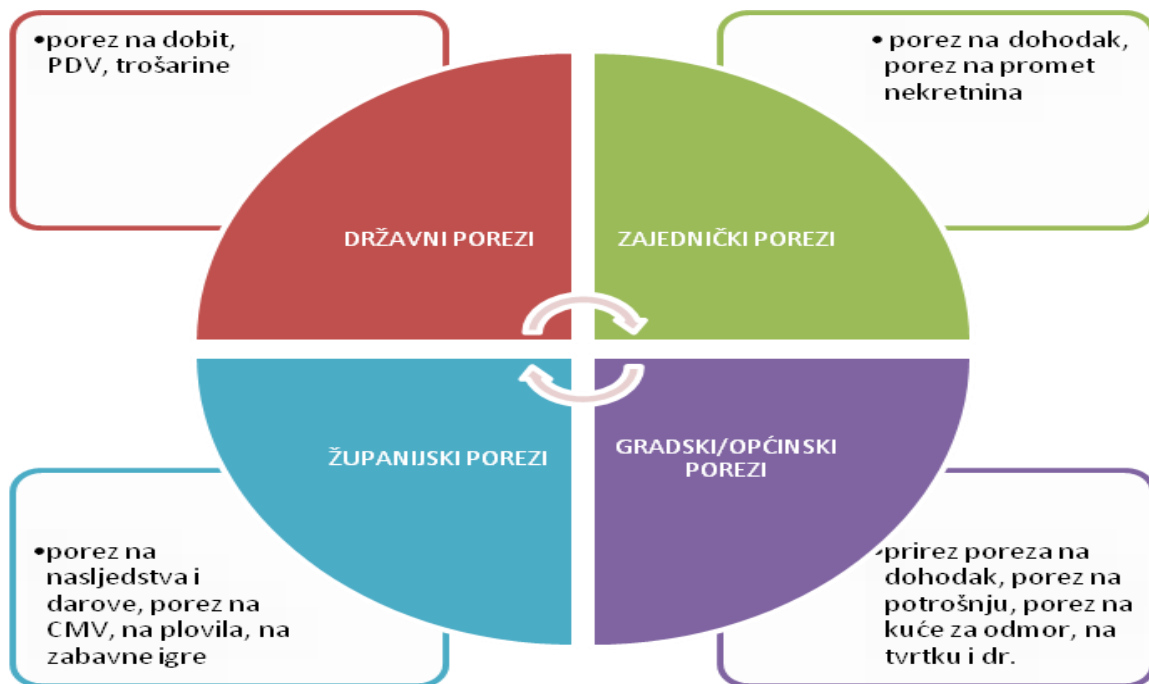 •porez na dobit,
PDV, trošarine
• porez na dohodak,
porez na promet
nekretnina
DRŽAVNI POREZI
ZAJEDNIČKI POREZI
ŽUPANIJSKI POREZI
GRADSKI/OPĆINSKI
POREZI
•porez na
nasljedstva i
darove, porez na
CMV, na plovila, na
zabavne igre
•prirez poreza na
dohodak, porez na
potrošnju, porez na
kuće za odmor, na
tvrtku i dr.